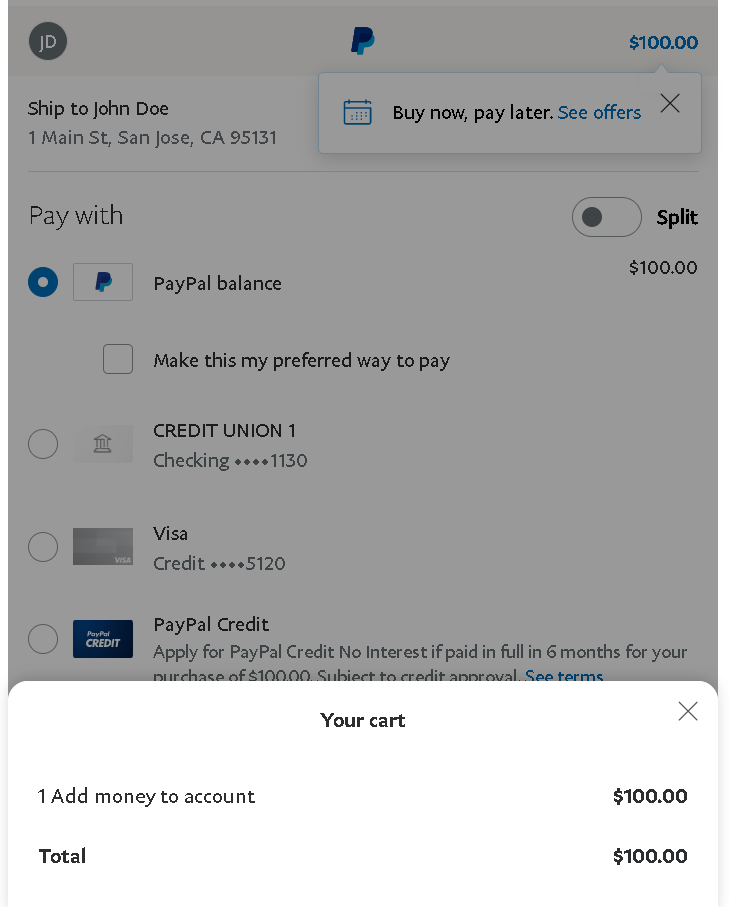 JD
$100.00
Buy now, pay later. See offers
Ship to John Doe
1 Main St, San Jose, CA 95131
Pay with
Split
PayPal balance
$100.00
Make this my preferred way to pay
CREDIT UNION 1
Checking ••••1130
VISA
Visa
Credit ••••5120
PayPal
CREDIT
PayPal Credit
Apply for PayPal Credit No Interest if paid in full in 6 months for your
purchase of $100.00. Subject to credit approval. See terms
Your cart
1 Add money to account
$100.00
Total
$100.00